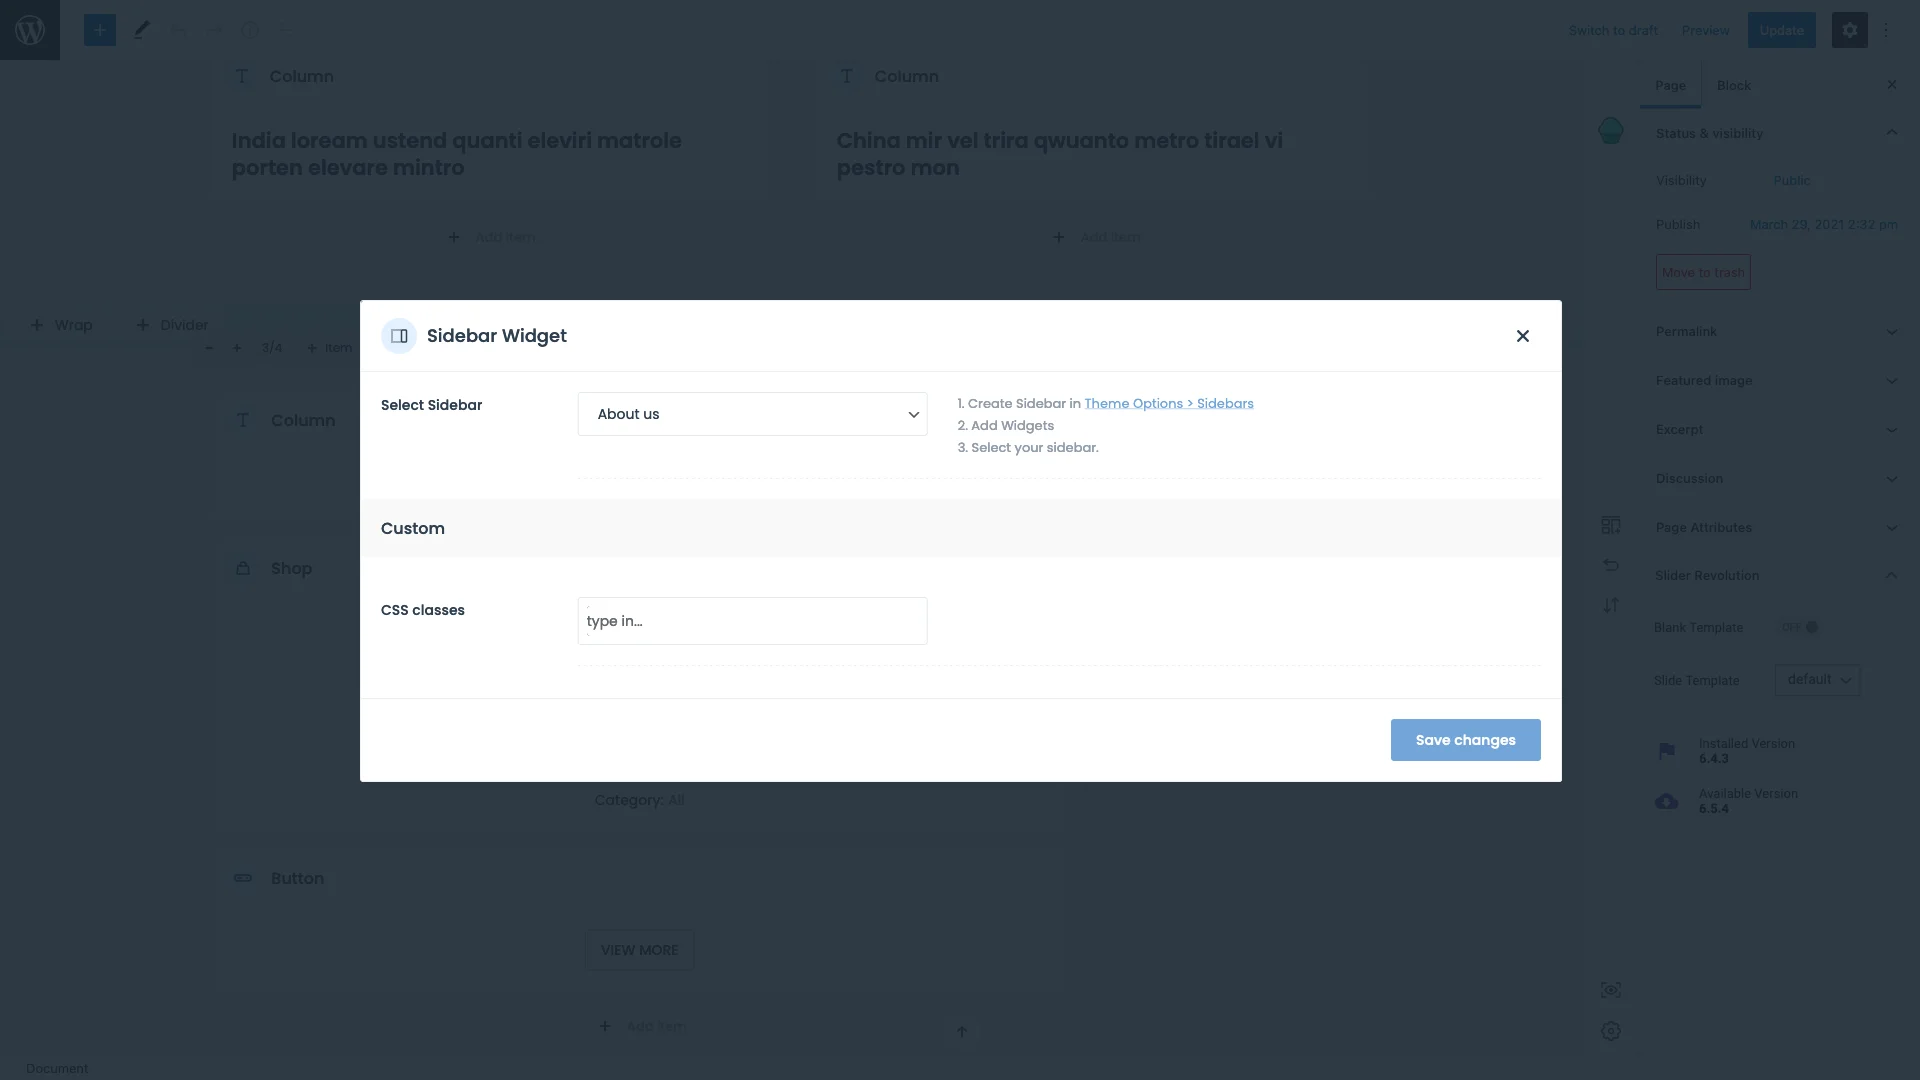 Switch to draft
Preview
Update
Column
Column
Page
Block
India loream ustend quanti eleviri matrole
porten elevare mintro
China mir vel trira qwuanto metro tirael vi
pestro mon
Status & visibility
Visibility
Public
Add item...
Add item
Publish
March 29, 2021 2:32 pm
Move to trash
Wrap
Divider
3/4
Item
Permalink
Sidebar Widget
Select Sidebar
About us
1. Create Sidebar in Theme Options > Sidebars
2. Add Widgets
3. Select your sidebar.
Featured image
Column
Excerpt
Discussion
Custom
Page Attributes
Shop
Slider Revolution
CSS classes
type in...
Blank Template
OFF
Slide Template
default
Save changes
Installed Version
6.4.3
Available Version
6.5.4
Category: All
Button
VIEW MORE
Add item
Document